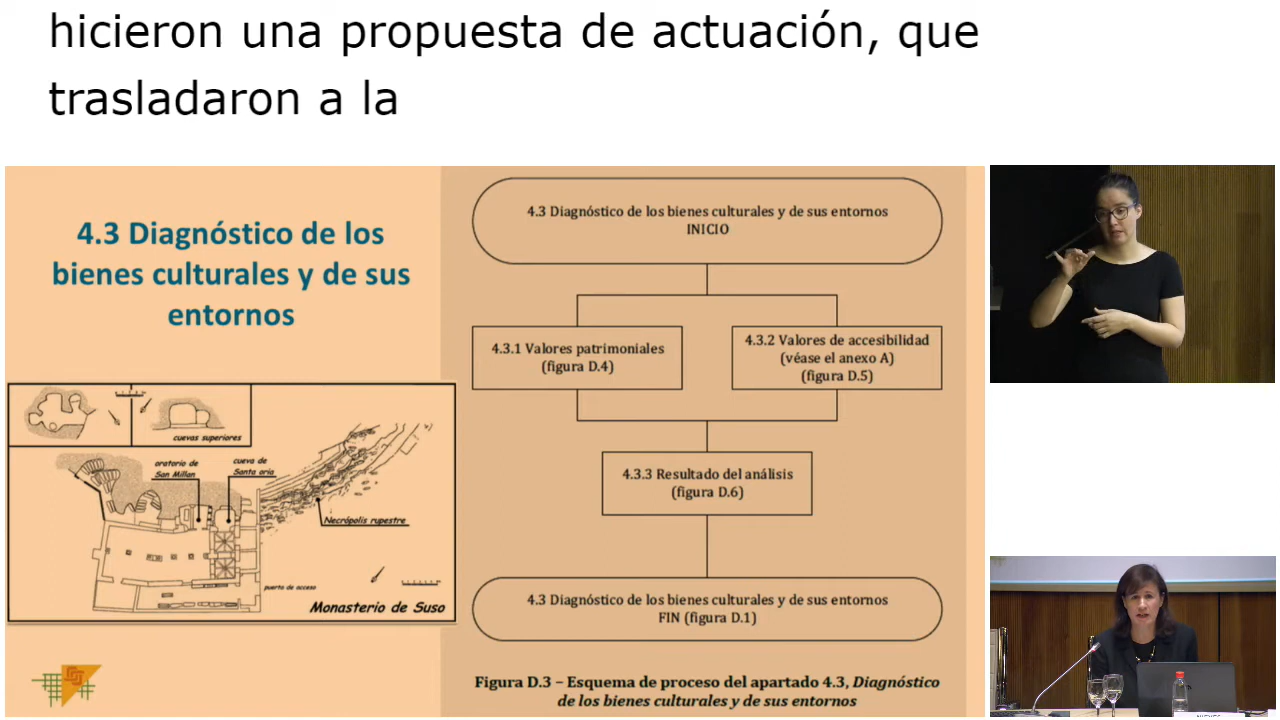 hicieron una propuesta de actuación, que
trasladaron a la
4.3 Diagnóstico de los
bienes culturales y de sus
entornos
cuevas superiores
oratorio de
San Millan
cueva de
Santa oria
Necrópolis rupestre
puerta de acceso
Monasterio de Suso
4.3 Diagnóstico de los bienes culturales y de sus entornos
INICIO
4.3.1 Valores patrimoniales
(figura D.4)
4.3.2 Valores de accesibilidad
(véase el anexo A)
(figura D.5)
4.3.3 Resultado del análisis
(figura D.6)
4.3 Diagnóstico de los bienes culturales y de sus entornos
FIN (figura D.1)
Figura D.3 – Esquema de proceso del apartado 4.3, Diagnóstico
de los bienes culturales y de sus entornos